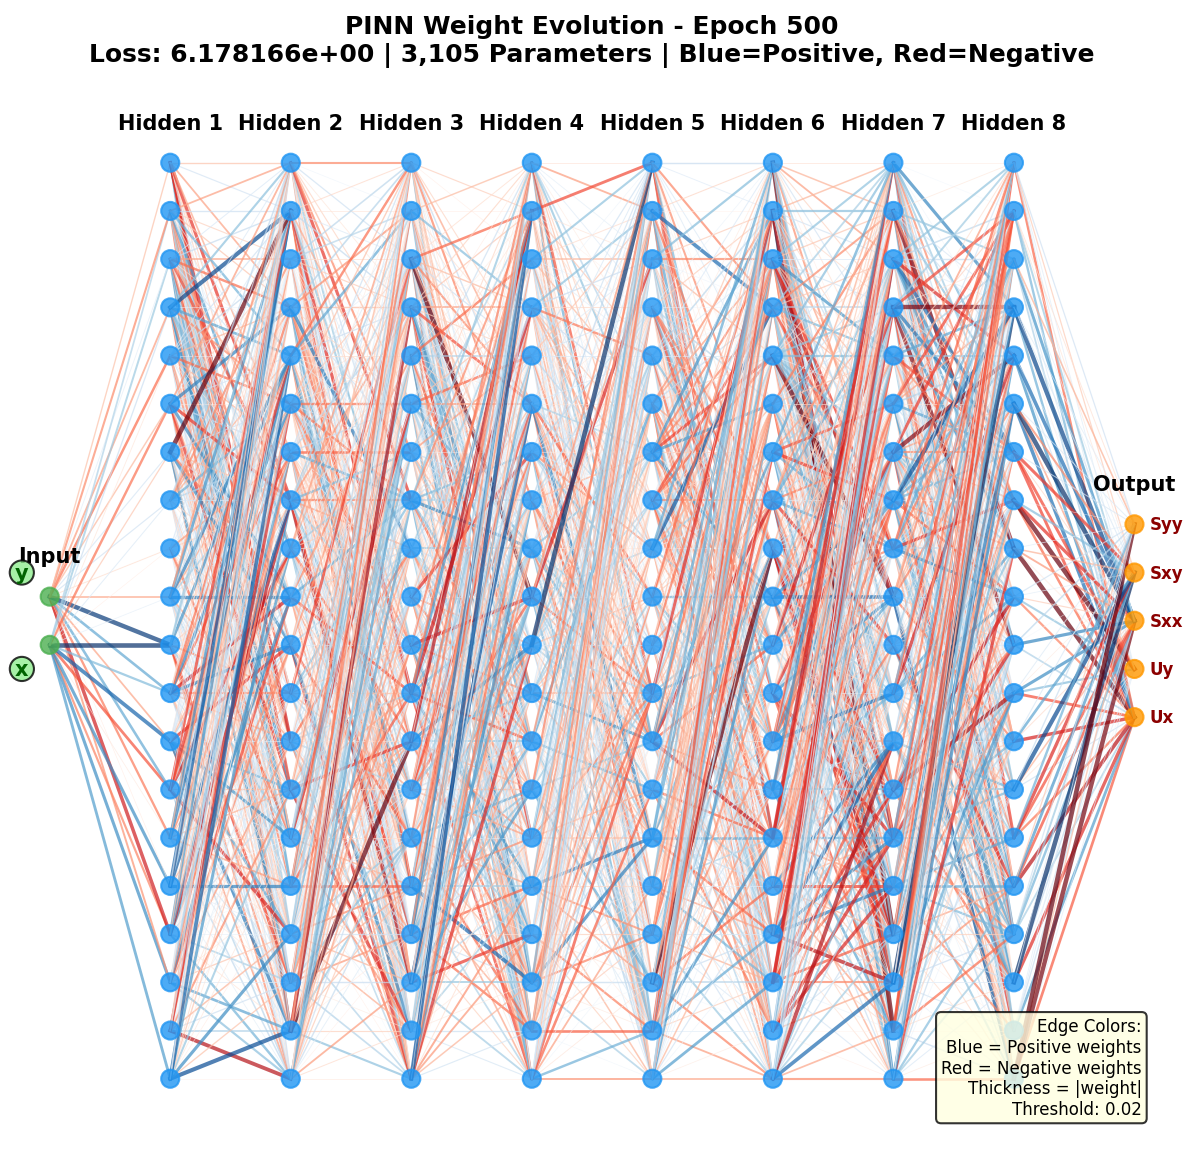 PINN Weight Evolution - Epoch 500
Loss: 6.178166e+00 | 3,105 Parameters | Blue=Positive, Red=Negative
Hidden 1 Hidden 2 Hidden 3 Hidden 4 Hidden 5 Hidden 6 Hidden 7 Hidden 8
Output
Syy
Input
y
Sxy
Sxx
x
Uy
Ux
Edge Colors:
Blue = Positive weights
Red = Negative weights
Thickness = |weight|
Threshold: 0.02